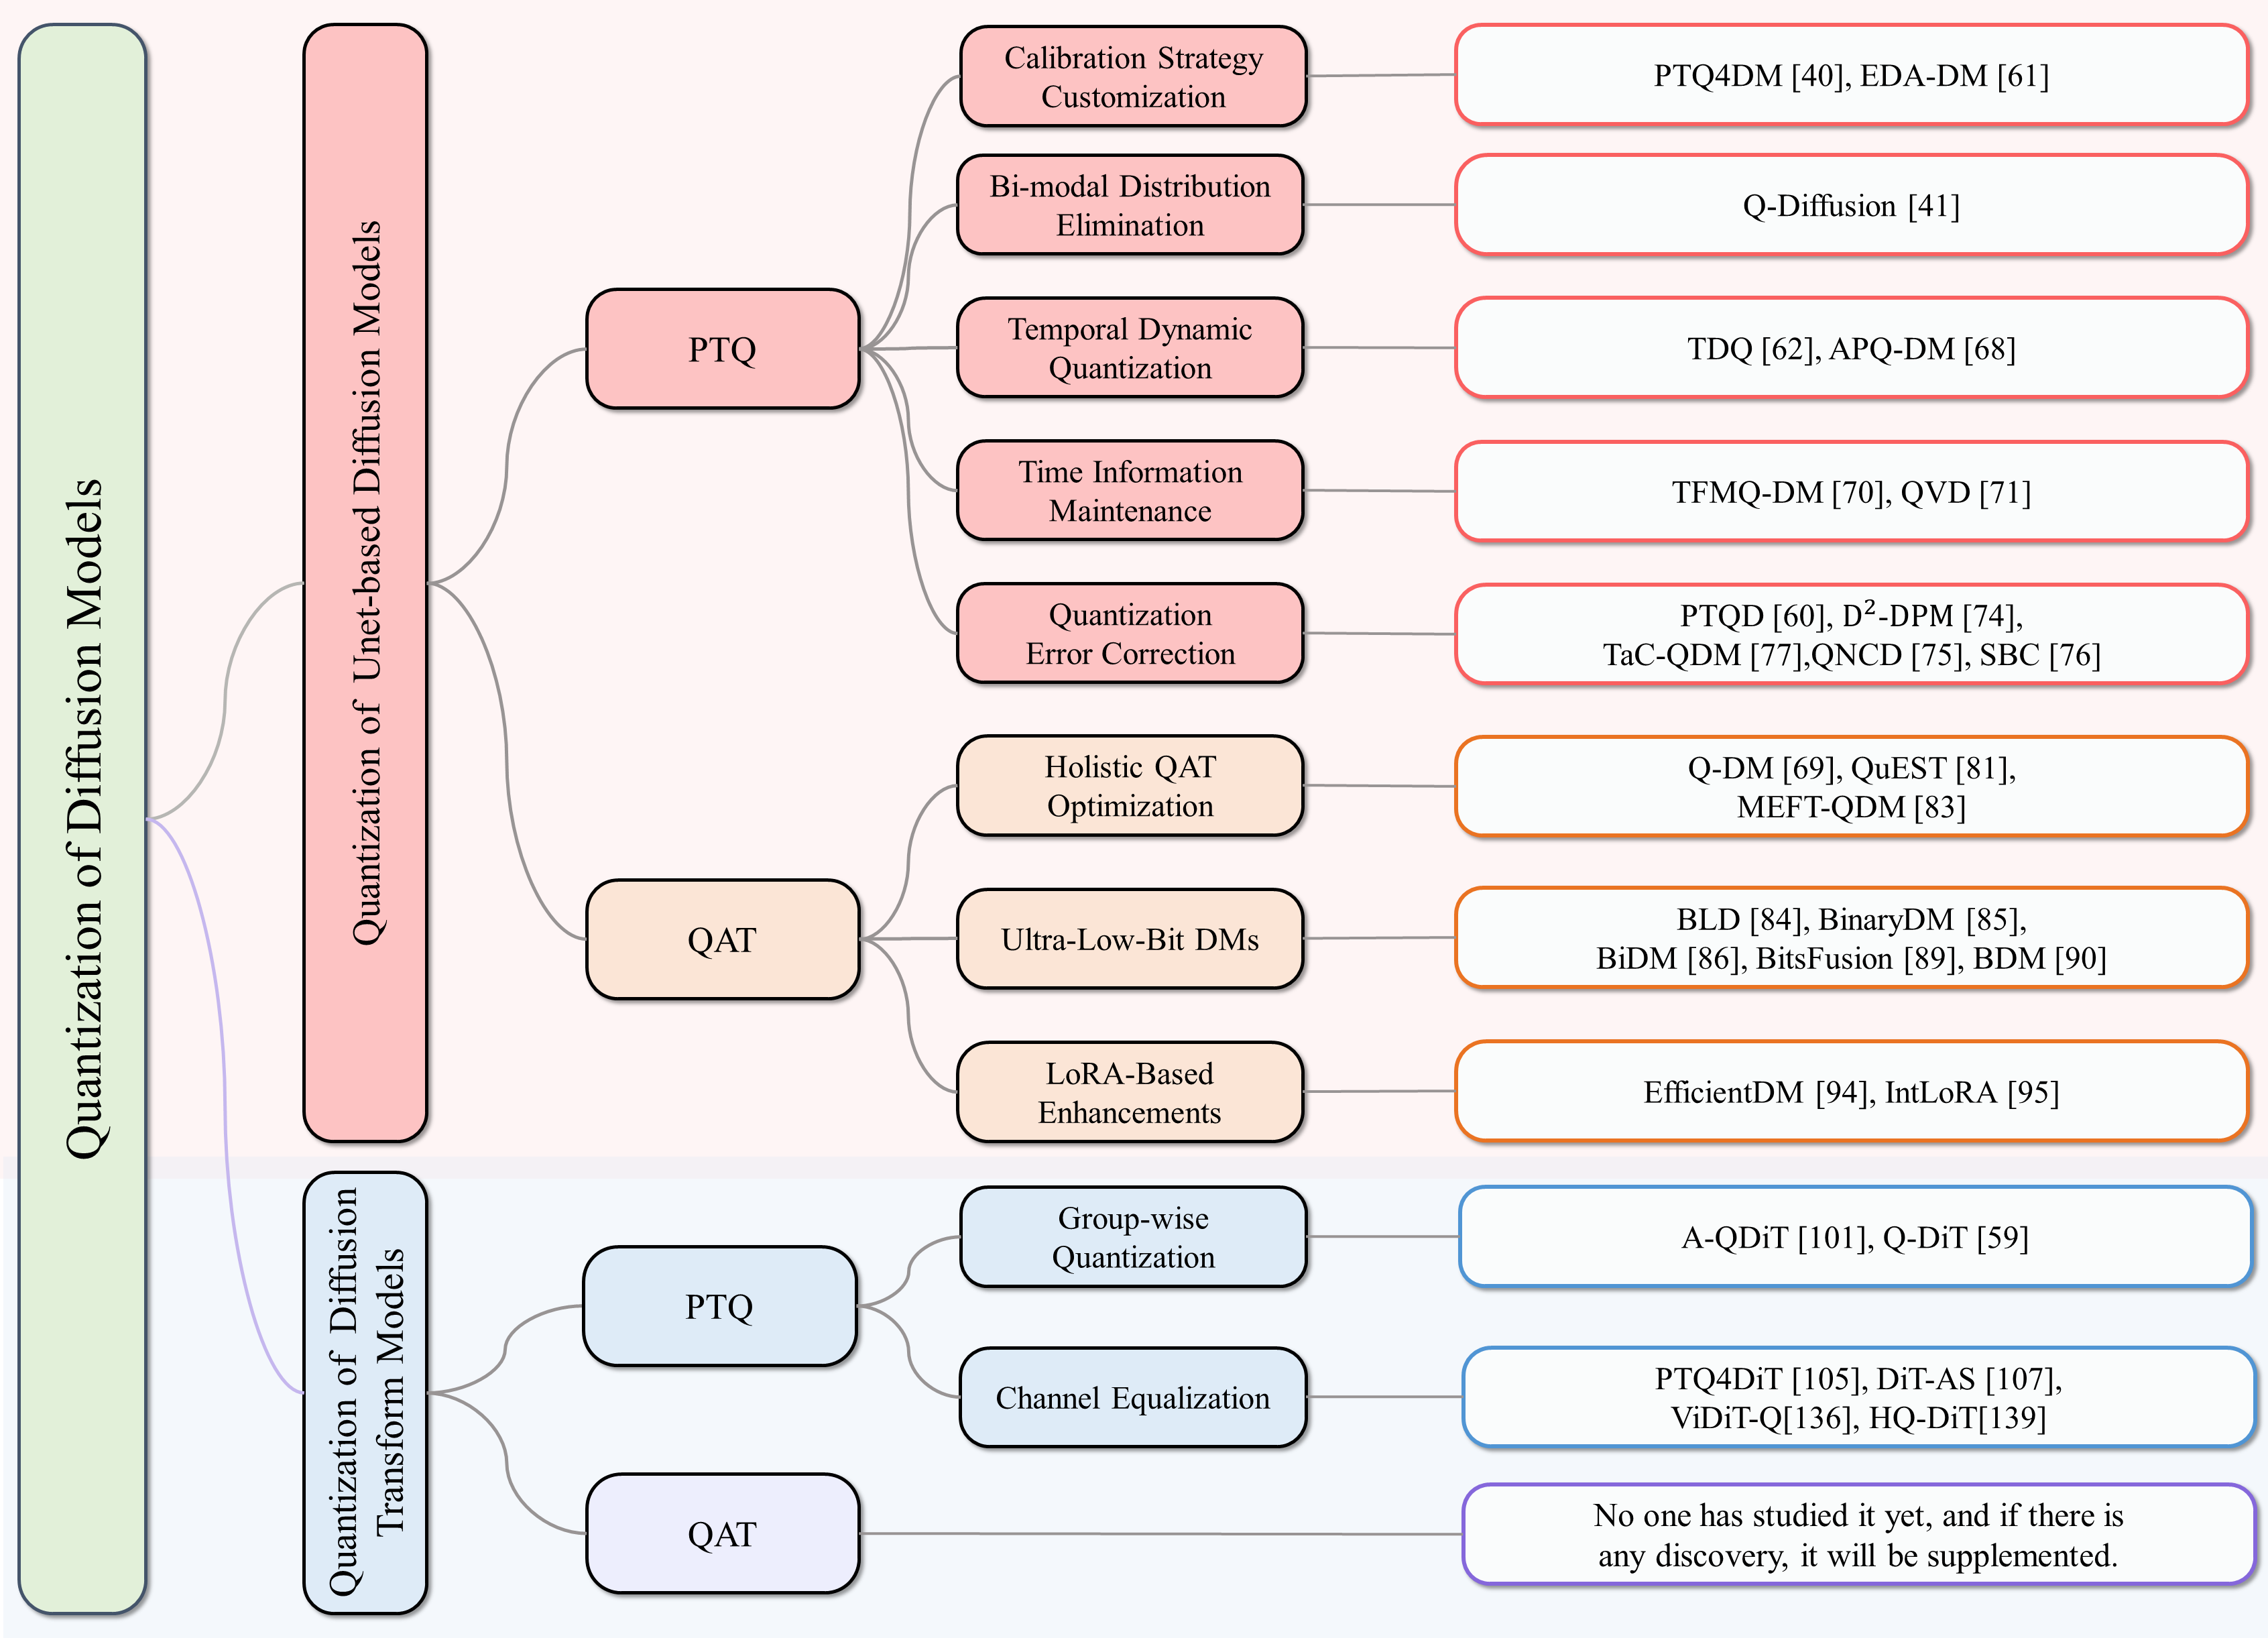 Quantization of Diffusion Models
Quantization of Unet-based Diffusion Models
PTQ
Calibration Strategy
Customization
PTQ4DM [40], EDA-DM [61]
Bi-modal Distribution
Elimination
Q-Diffusion [41]
Temporal Dynamic
Quantization
TDQ [62], APQ-DM [68]
Time Information
Maintenance
TFMQ-DM [70], QVD [71]
Quantization
Error Correction
PTQD [60], D²-DPM [74],
TaC-QDM [77],QNCD [75], SBC [76]
QAT
Holistic QAT
Optimization
Q-DM [69], QuEST [81],
MEFT-QDM [83]
Ultra-Low-Bit DMs
BLD [84], BinaryDM [85],
BiDM [86], BitsFusion [89], BDM [90]
LoRA-Based
Enhancements
EfficientDM [94], IntLoRA [95]
Quantization of Diffusion
Transform Models
PTQ
Group-wise
Quantization
A-QDiT [101], Q-DiT [59]
Channel Equalization
PTQ4DiT [105], DiT-AS [107],
ViDiT-Q[136], HQ-DiT[139]
QAT
No one has studied it yet, and if there is
any discovery, it will be supplemented.